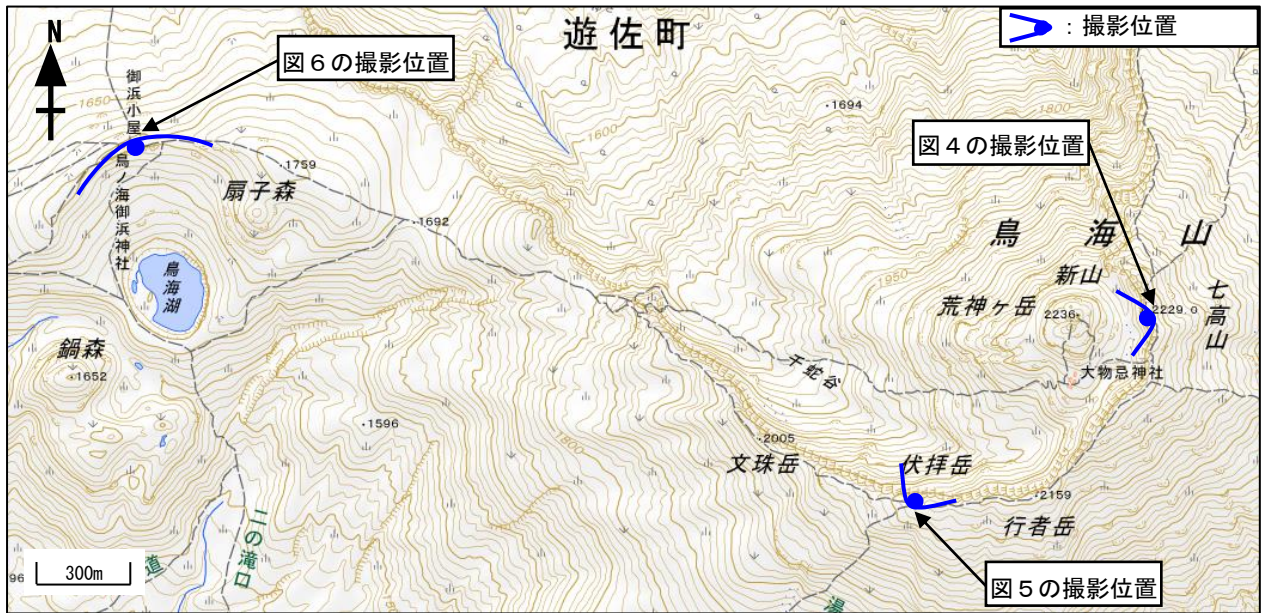 遊佐町
：撮影位置
N
図６の撮影位置
御浜小屋
1650
1694
1800
1600
図４の撮影位置
1759
鳥ノ海御浜神社
扇子森
1692
鳥海山
鳥海湖
新山
1950
荒神ヶ岳
2236
2229.0
七高山
鍋森
1652
千蛇谷
大物忌神社
1596
1800
2005
文珠岳
伏拝岳
2159
行者岳
二の滝口
道
96
300m
図５の撮影位置
湯